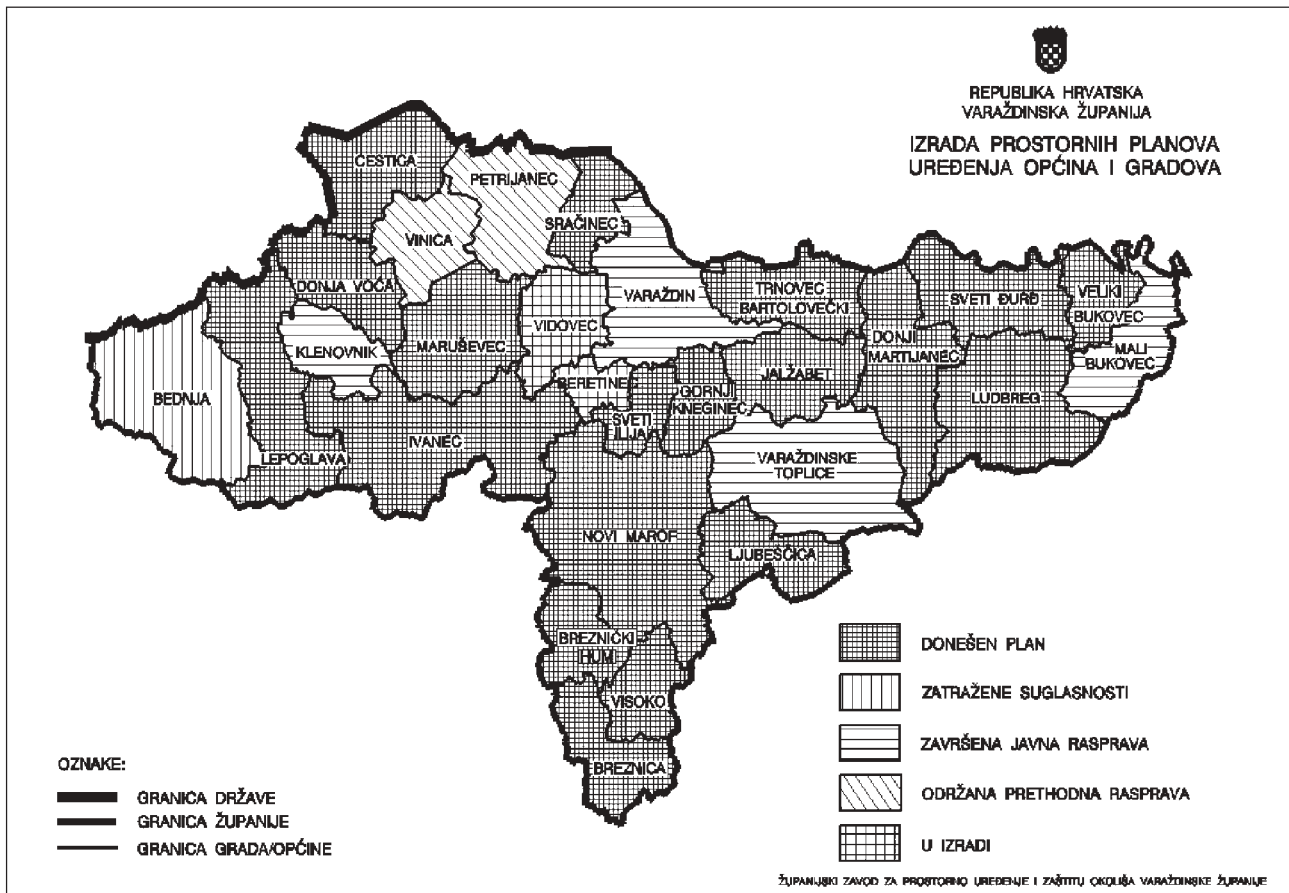 REPUBLIKA HRVATSKA
VARAŽDINSKA ŽUPANIJA
IZRADA PROSTORNIH PLANOVA
UREĐENJA OPĆINA I GRADOVA
CESTICA
PETRIJANEC
SRAČINEC
VINICA
DONJA VOĆA
VARAŽDIN
TRNOVEC
BARTOLOVEČKI
SVETI ĐURĐ
VELIKI
BUKOVEC
VIDOVEC
KLENOVNIK
MARUŠEVEC
DONJI
MARTIJANEC
MALI
BUKOVEC
BEDNJA
BERETINEC
GORNJI
KNEGINEC
JALŽABET
LUDBREG
SVETI
ILIJA
IVANEC
LEPOGLAVA
VARAŽDINSKE
TOPLICE
NOVI MAROF
LJUBEŠĆICA
BREZNIČKI
HUM
VISOKO
BREZNICA
DONEŠEN PLAN
ZATRAŽENE SUGLASNOSTI
ZAVRŠENA JAVNA RASPRAVA
ODRŽANA PRETHODNA RASPRAVA
U IZRADI
OZNAKE:
GRANICA DRŽAVE
GRANICA ŽUPANIJE
GRANICA GRADA/OPĆINE
ŽUPANIJSKI ZAVOD ZA PROSTORNO UREĐENJE I ZAŠTITU OKOLIŠA VARAŽDINSKE ŽUPANIJE